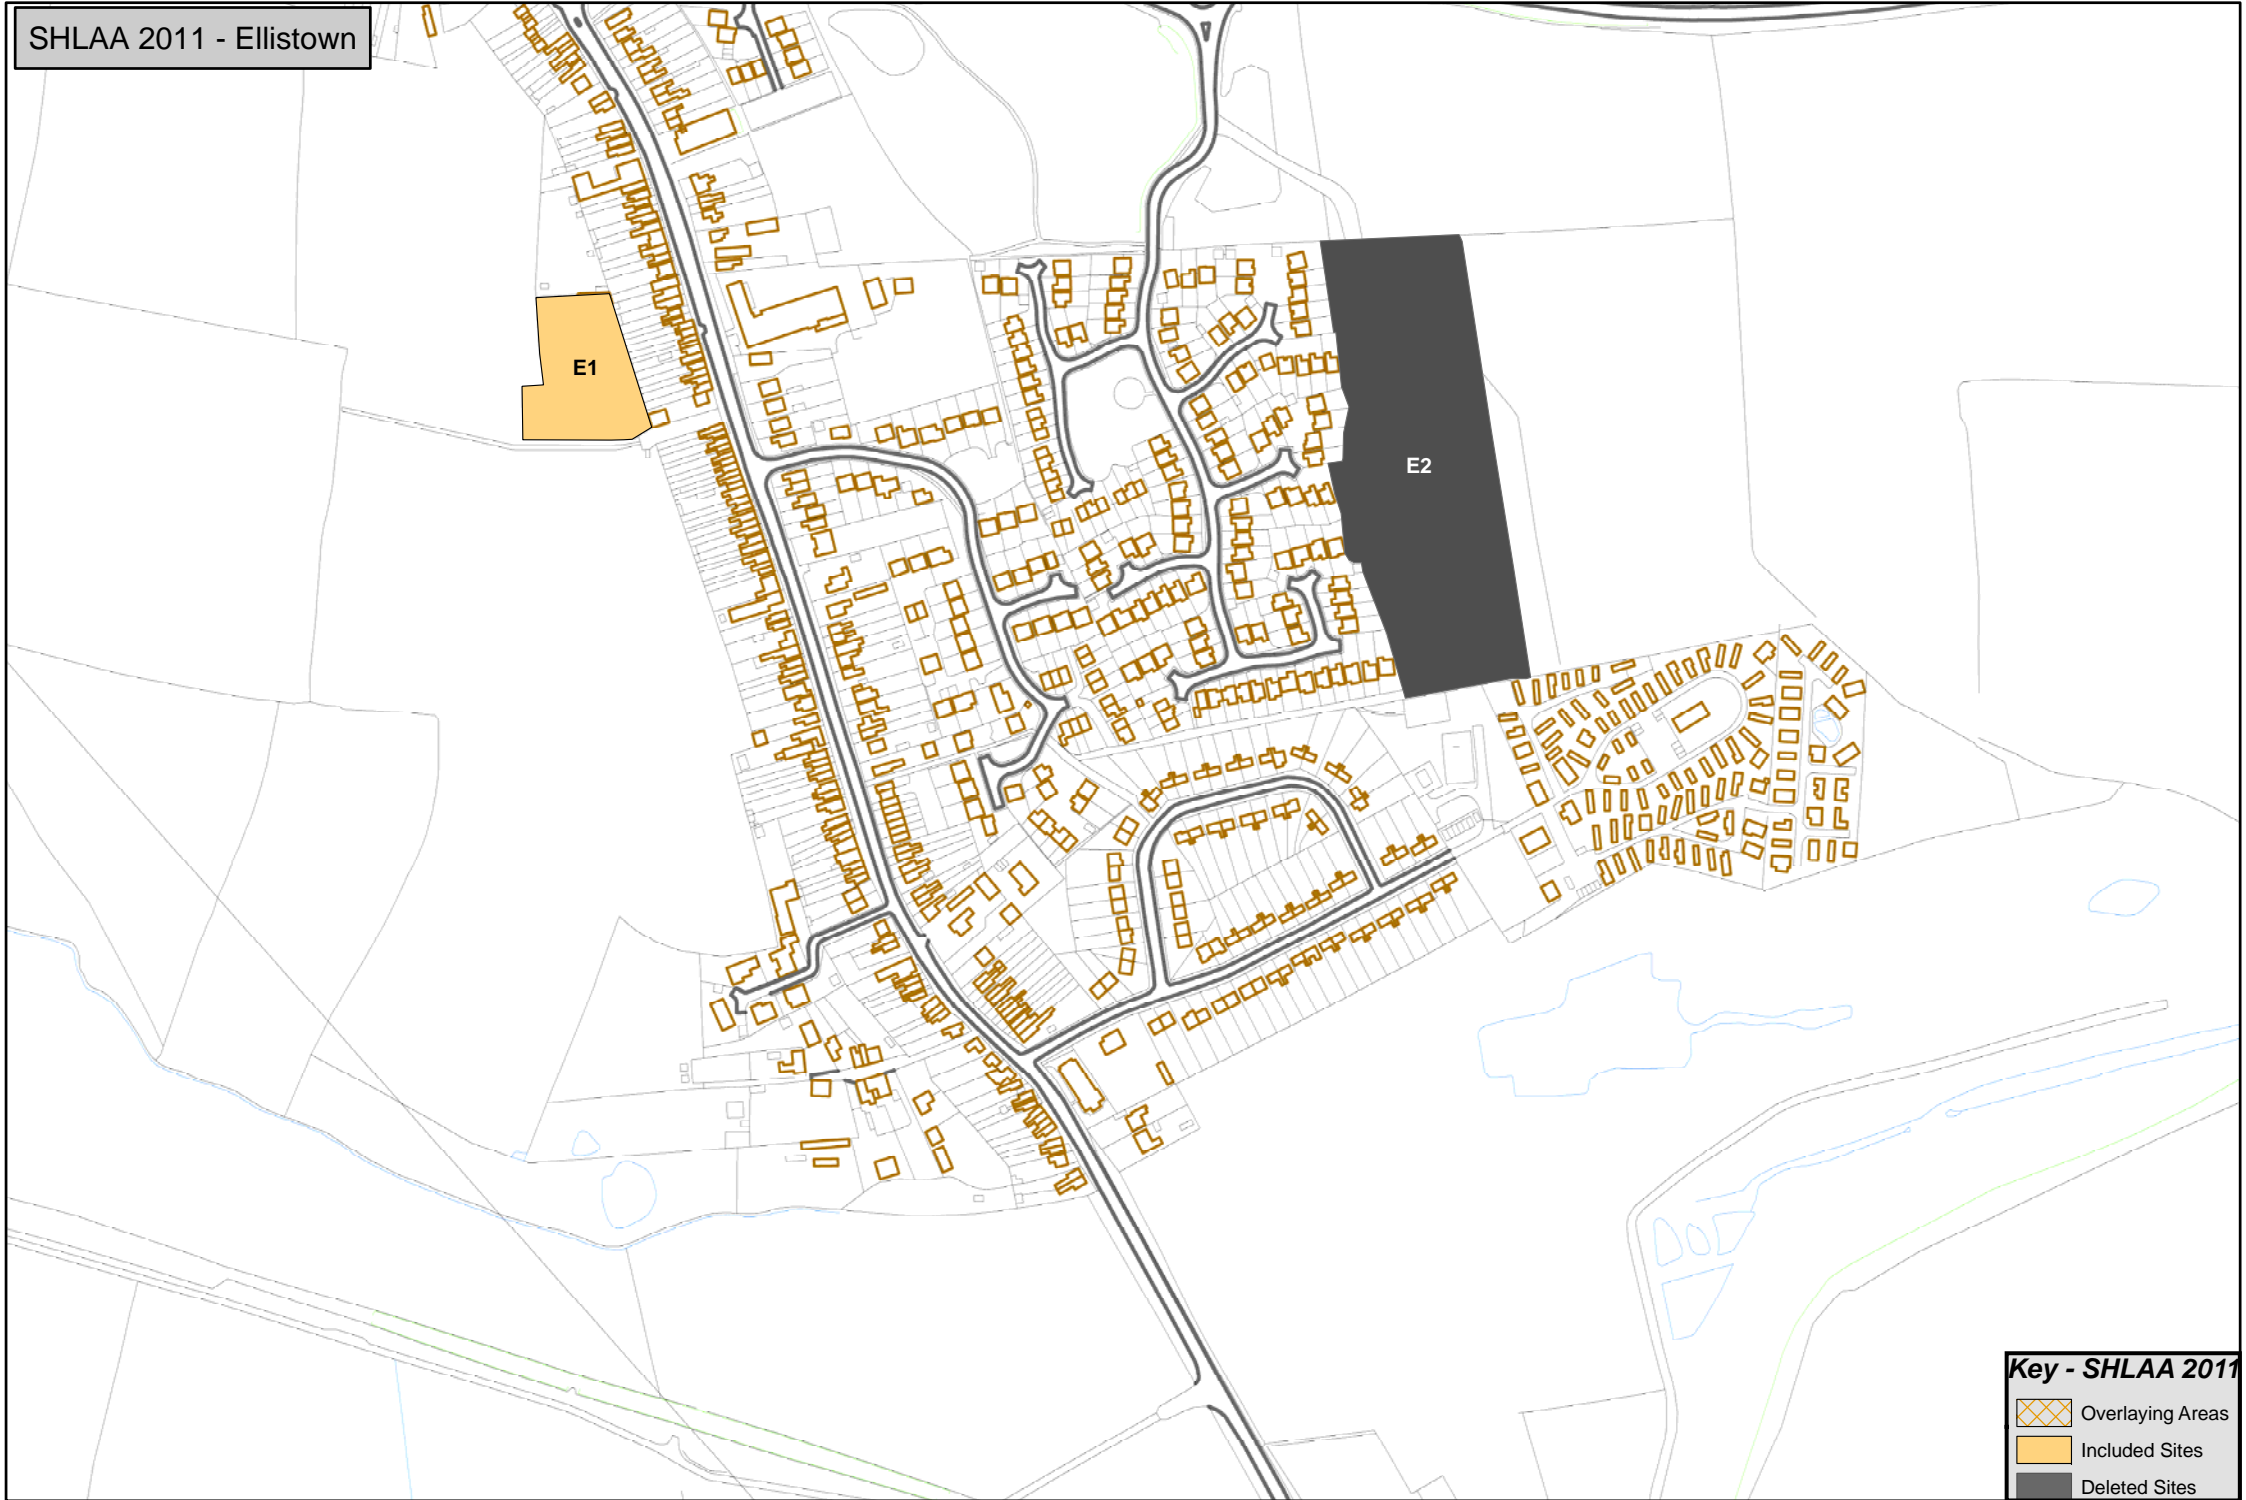 SHLAA 2011 - Ellistown
E1
E2
Key - SHLAA 2011
Overlaying Areas
Included Sites
Deleted Sites